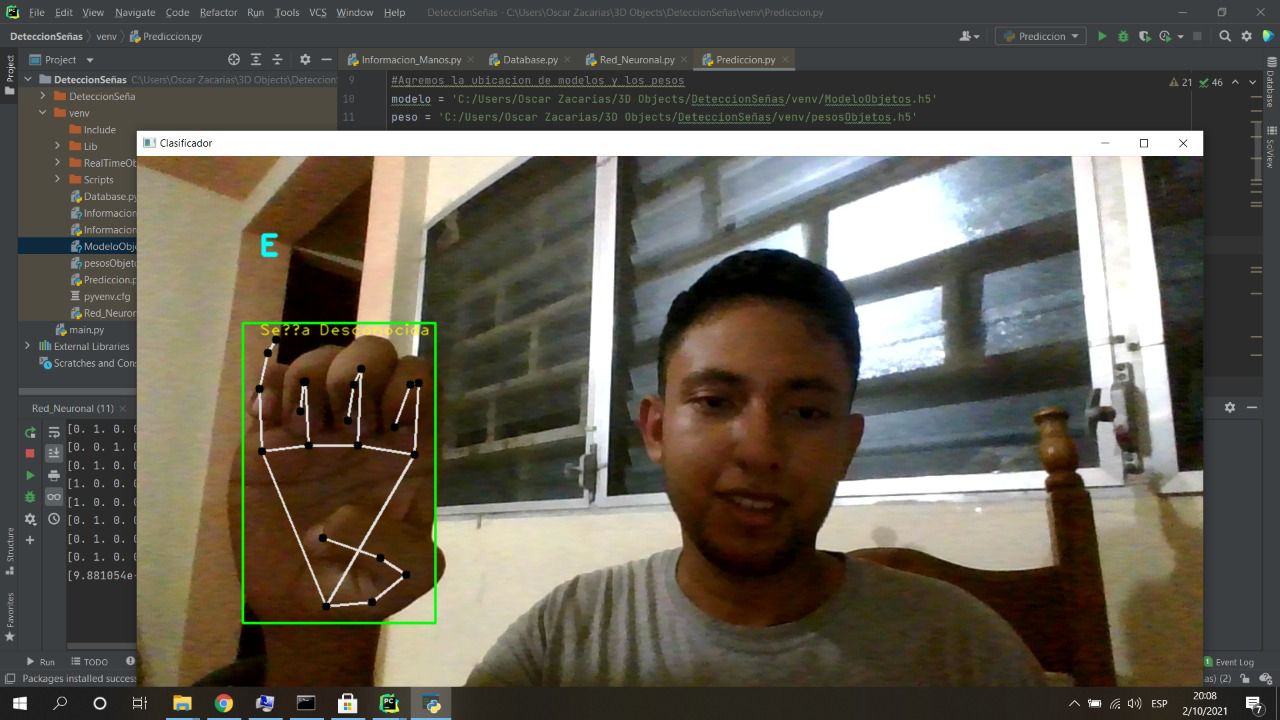 File Edit View Navigate Code Refactor Run Tools VCS Window Help DeteccionSeñas - C:\Users\Oscar Zacarias\3D Objects\DeteccionSeñas\venv\Prediccion.py
DeteccionSeñas venv Prediccion.py Prediccion
Project
Project
Informacion_Manos.py
Database.py
Red_Neuronal.py
Prediccion.py
DeteccionSeñas C:\Users\Oscar Zacarias\3D Objects\Deteccion
9 #Agremos la ubicacion de modelos y los pesos
21 46
10 modelo = 'C:/Users/Oscar Zacarias/3D Objects/DeteccionSeñas/venv/ModeloObjetos.h5'
11 peso = 'C:/Users/Oscar Zacarias/3D Objects/DeteccionSeñas/venv/pesosObjetos.h5'
DeteccionSeña
venv
Include
Lib
RealTimeOb
Scripts
Database.py
Informacion
Informacion
ModeloObje
pesosObjeto
Prediccion.p
pyvenv.cfg
Red_Neuron
main.py
External Libraries
Scratches and Cons
Database
SciView
Clasificador
E
Se??a Desconocida
Red_Neuronal (11)
[0. 1. 0. 0
[0. 0. 1. 0
[0. 1. 0. 0
[1. 0. 0. 0
[1. 0. 0. 0
[0. 1. 0. 0
[0. 1. 0. 0
[0. 1. 0. 0
[9.881054e-
Structure
Favorites
Run TODO
Event Log
Packages installed success
as)
ESP
20:08
2/10/2021
7